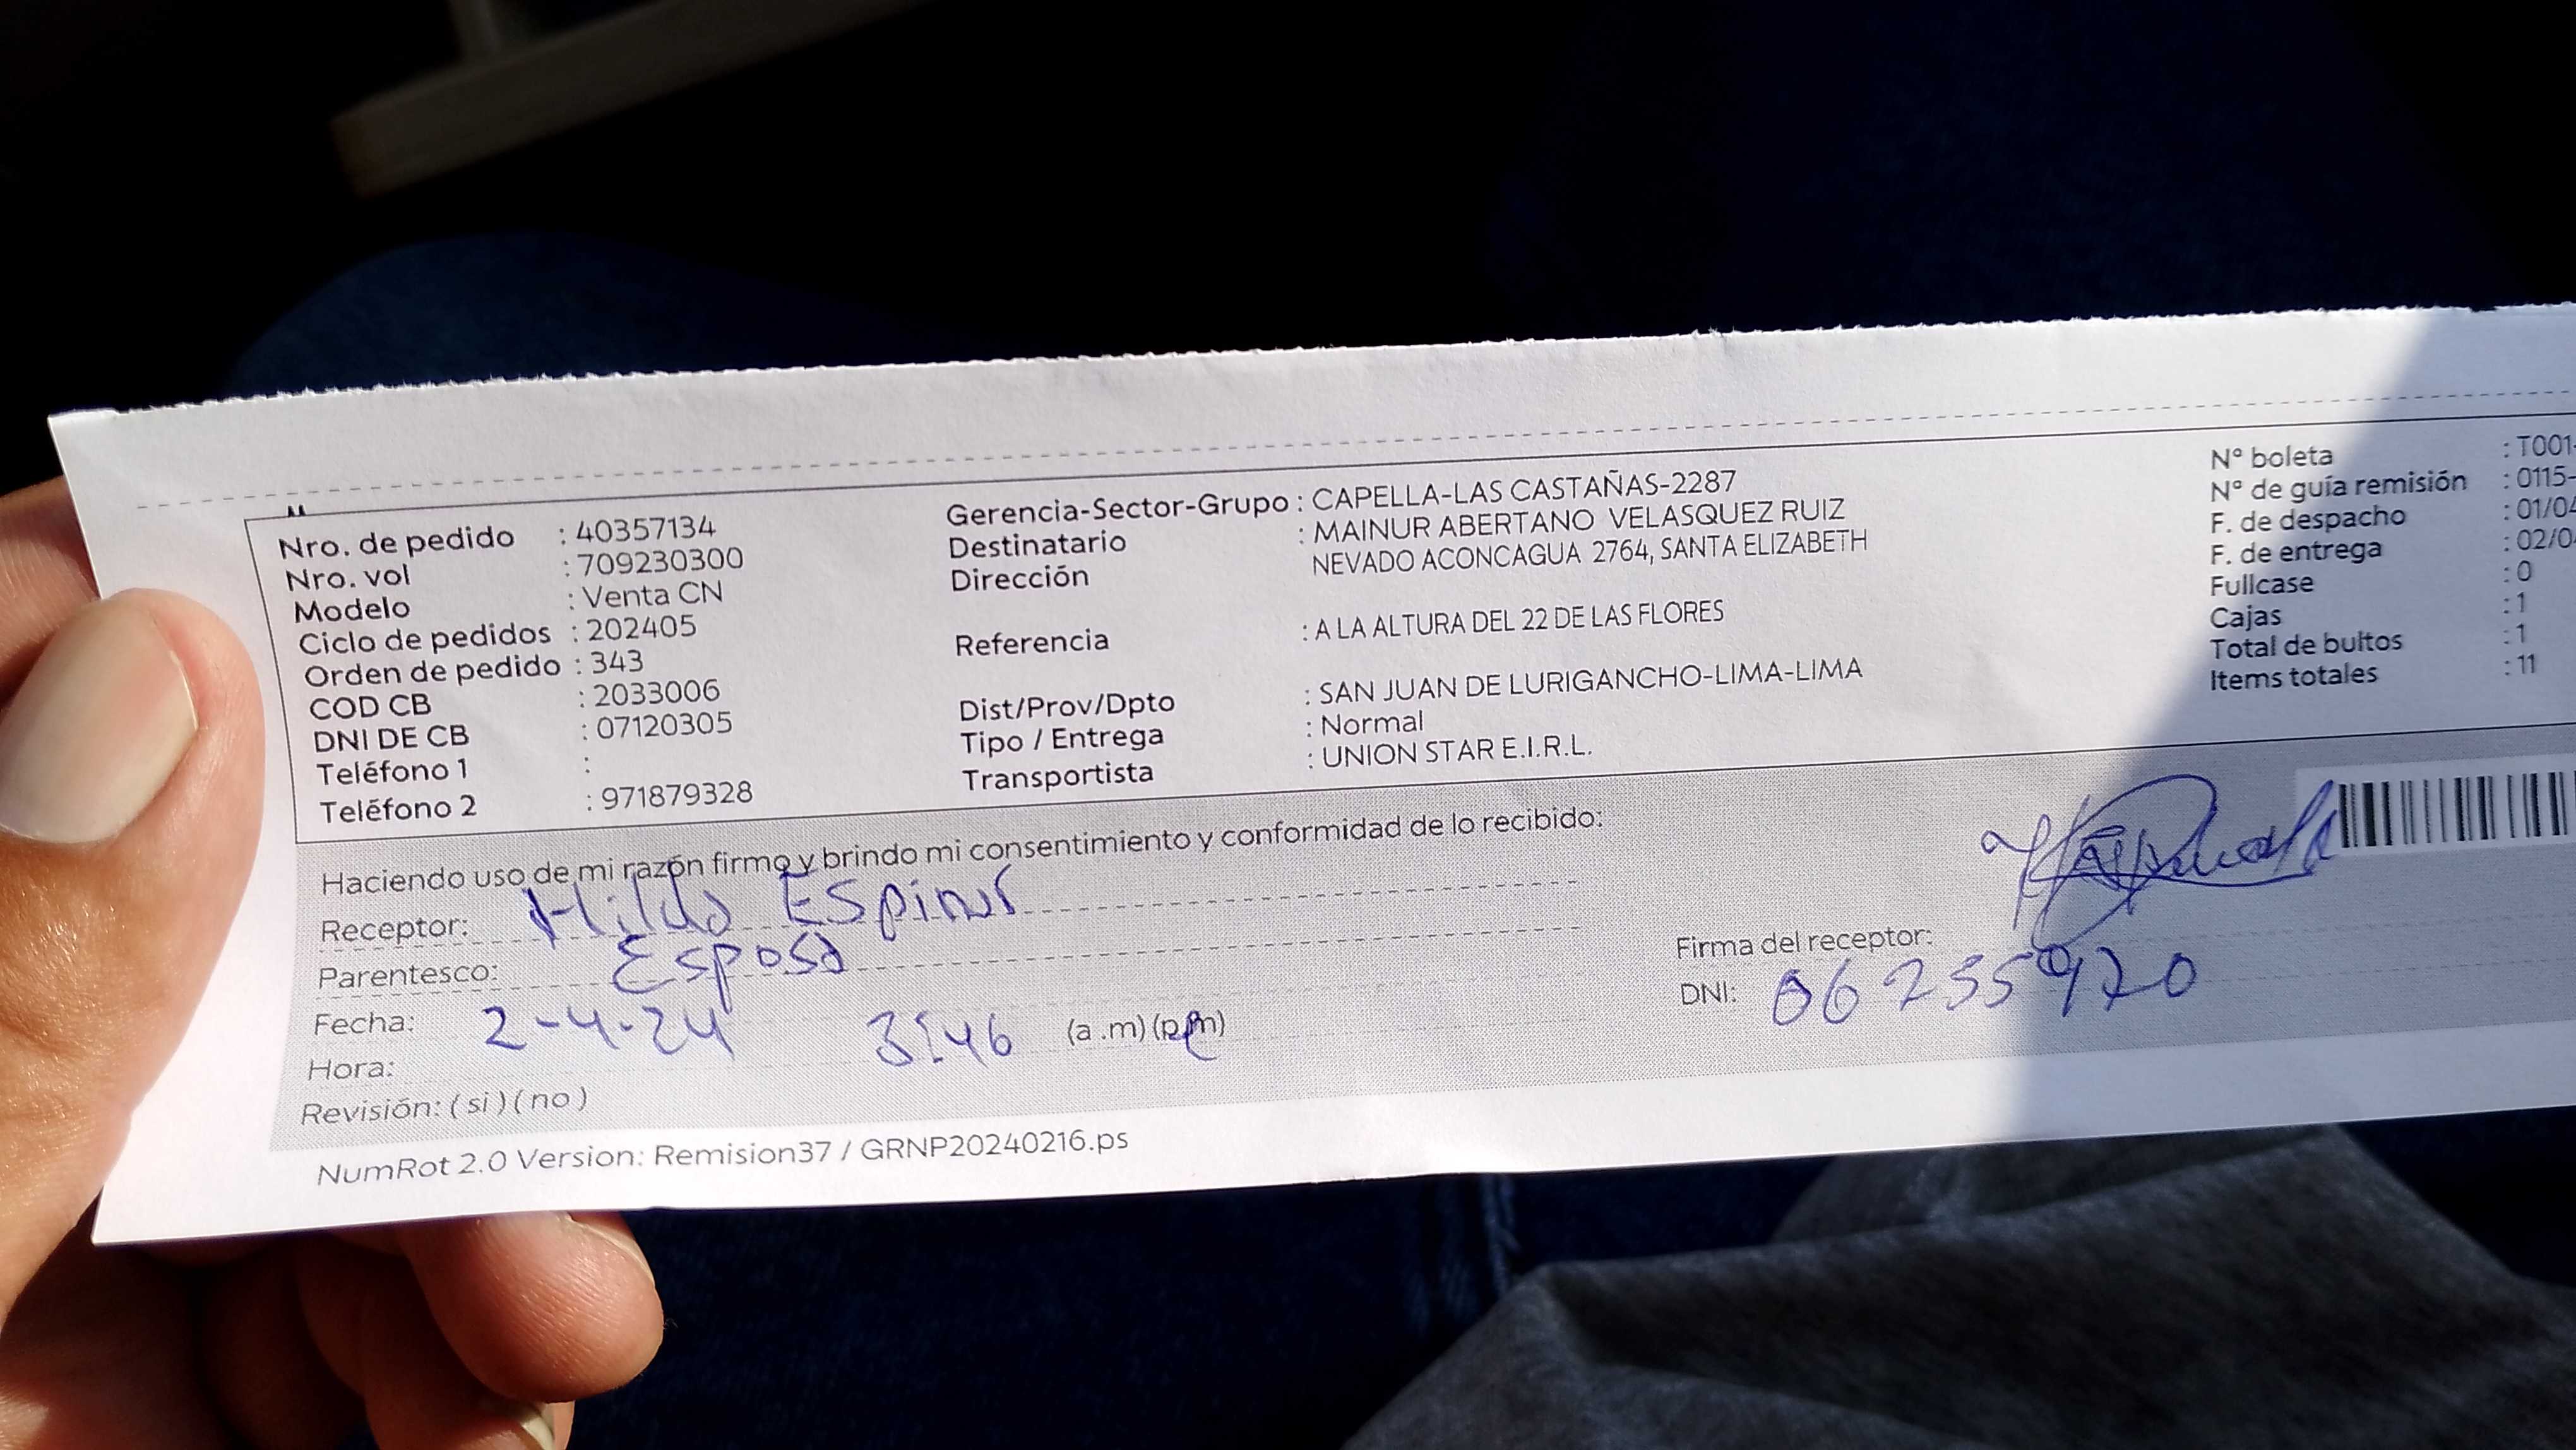 Nro. de pedido : 40357134
Nro. vol : 709230300
Modelo : Venta CN
Ciclo de pedidos : 202405
Orden de pedido : 343
COD CB : 2033006
DNI DE CB : 07120305
Teléfono 1 :
Teléfono 2 : 971879328
Gerencia-Sector-Grupo : CAPELLA-LAS CASTAÑAS-2287
Destinatario : MAINUR ABERTANO VELASQUEZ RUIZ
Dirección NEVADO ACONCAGUA 2764, SANTA ELIZABETH
Referencia : A LA ALTURA DEL 22 DE LAS FLORES
Dist/Prov/Dpto : SAN JUAN DE LURIGANCHO-LIMA-LIMA
Tipo / Entrega : Normal
Transportista : UNION STAR E.I.R.L.
Nº boleta : T001-
Nº de guía remisión : 0115-
F. de despacho : 01/04
F. de entrega : 02/0
Fullcase : 0
Cajas : 1
Total de bultos : 1
Items totales : 11
Haciendo uso de mi razón firmo y brindo mi consentimiento y conformidad de lo recibido:
Receptor: Hilda
Parentesco: Esposa
Fecha: 2-4-24
Hora: 3:46 (a .m) (p.m)
Revisión: ( si ) ( no )
Firma del receptor:
DNI: 06255920
NumRot 2.0 Version: Remision37 / GRNP20240216.ps